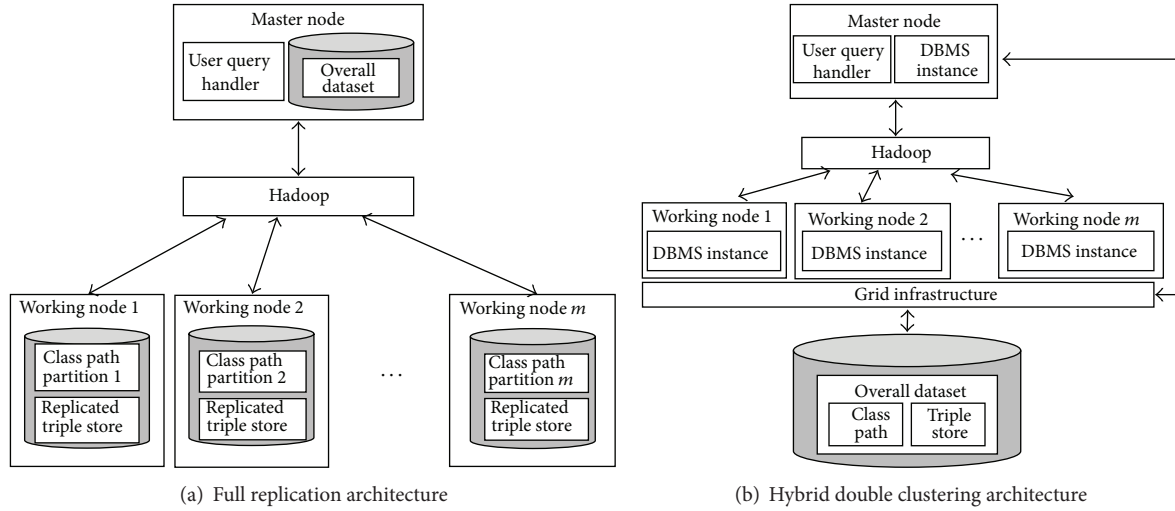 Master node
User query
handler
Overall
dataset
Hadoop
Working node 1
Class path
partition 1
Replicated
triple store
Working node 2
Class path
partition 2
Replicated
triple store
...
Working node m
Class path
partition m
Replicated
triple store
(a) Full replication architecture
Master node
User query
handler
DBMS
instance
Hadoop
Working node 1
DBMS instance
Working node 2
DBMS instance
...
Working node m
DBMS instance
Grid infrastructure
Overall dataset
Class
path
Triple
store
(b) Hybrid double clustering architecture